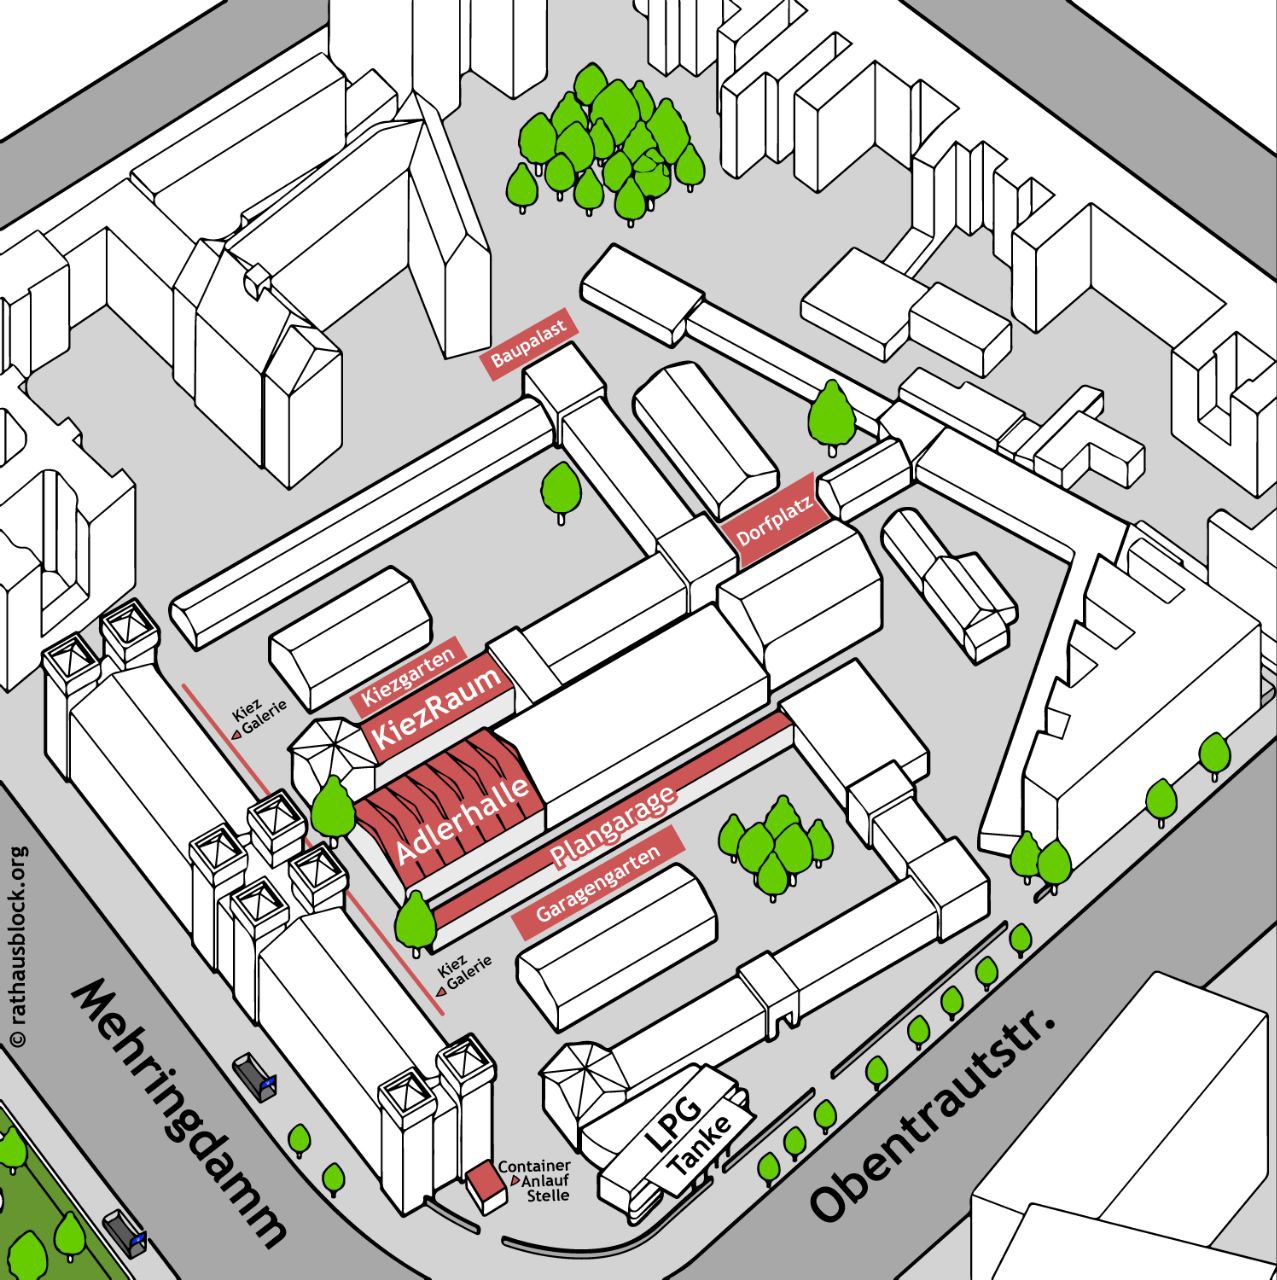 Baupalast
Dorfplatz
Kiezgarten
KiezRaum
Kiez
Galerie
Adlerhalle
Plangarage
Garagengarten
Kiez
Galerie
© rathausblock.org
Mehringdamm
LPG
Tanke
Obentrautstr.
Container
Anlauf
Stelle